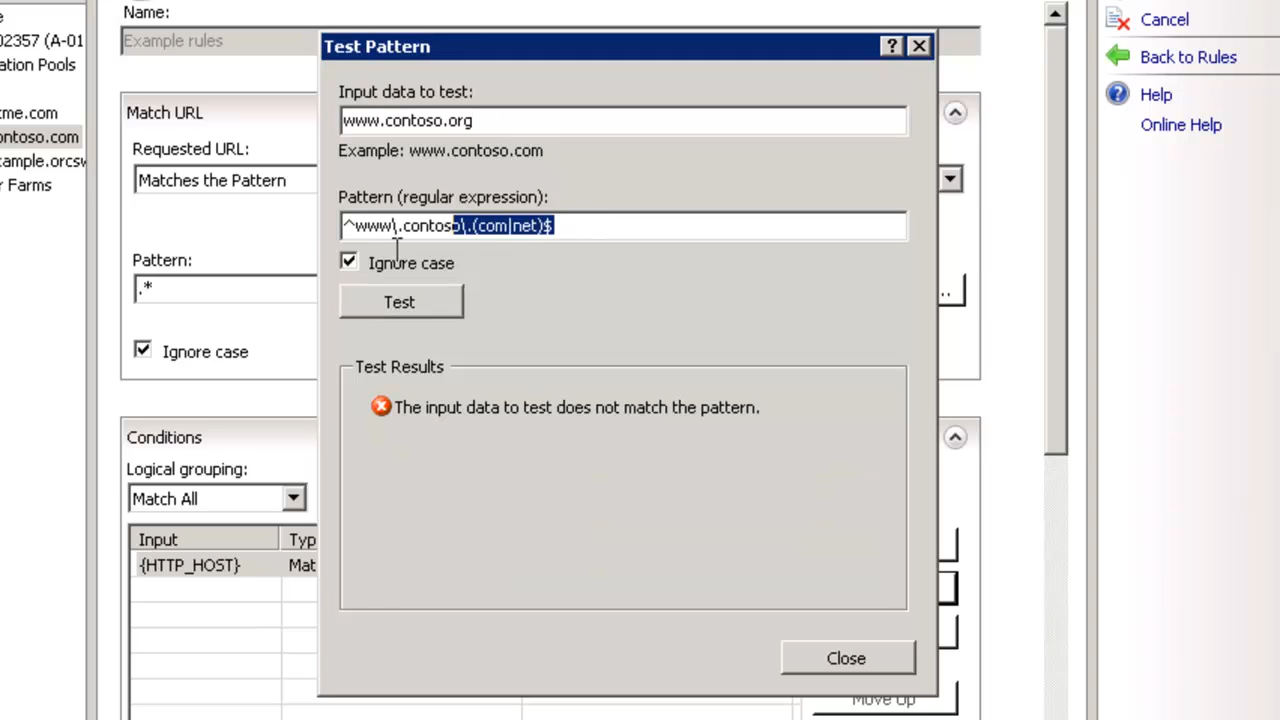 Name:
Example rules
02357 (A-01
ation Pools
me.com
ontoso.com
ample.orcsw
r Farms
Match URL
Requested URL:
Matches the Pattern
Pattern:
.*
Ignore case
Conditions
Logical grouping:
Match All
Input
Typ
{HTTP_HOST}
Mat
Test Pattern
Input data to test:
www.contoso.org
Example: www.contoso.com
Pattern (regular expression):
^www\.contoso\.(com|net)$
Ignore case
Test
Test Results
The input data to test does not match the pattern.
Close
..
Move Up
Cancel
Back to Rules
Help
Online Help